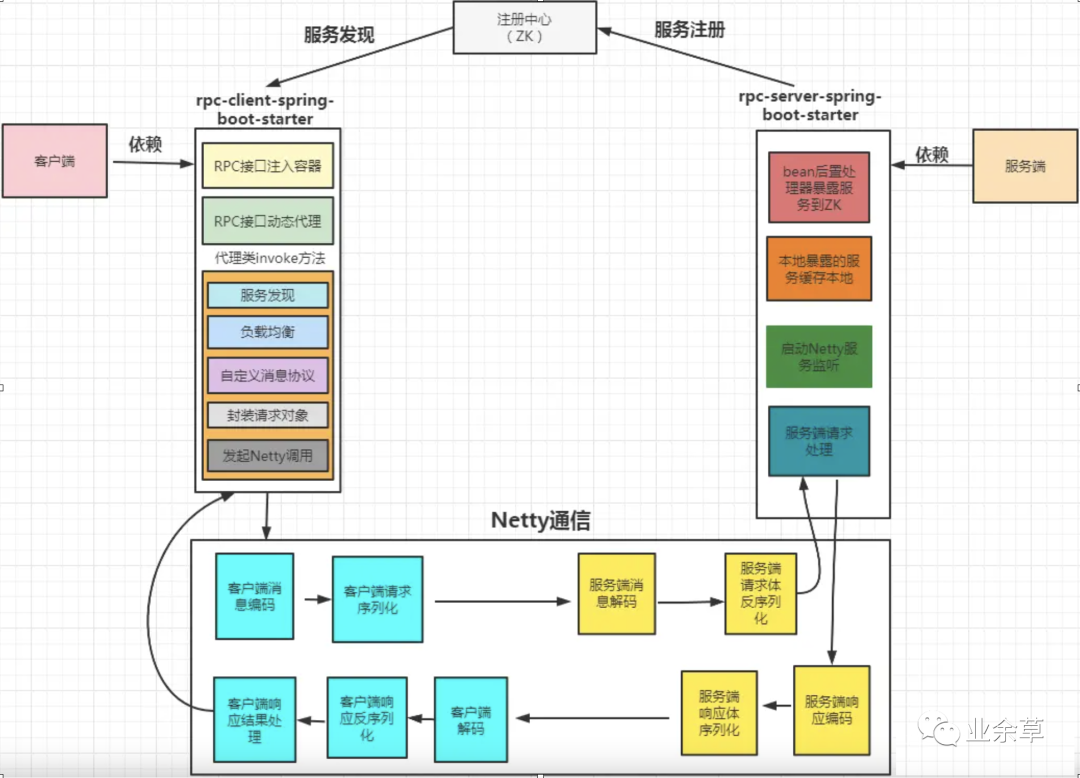 注册中心
（ZK）
服务发现
服务注册
rpc-client-spring-
boot-starter
rpc-server-spring-
boot-starter
客户端
依赖
RPC接口注入容器
RPC接口动态代理
代理类invoke方法
服务发现
负载均衡
自定义消息协议
封装请求对象
发起Netty调用
服务端
依赖
bean后置处
理器暴露服
务到ZK
本地暴露的服
务缓存本地
启动Netty服
务监听
服务端请求
处理
Netty通信
客户端消
息编码
客户端请求
序列化
服务端消
息解码
服务端
请求体
反序列
化
客户端响
应结果处
理
客户端响
应反序列
化
客户端
解码
服务端
响应体
序列化
服务端响
应编码
业余草